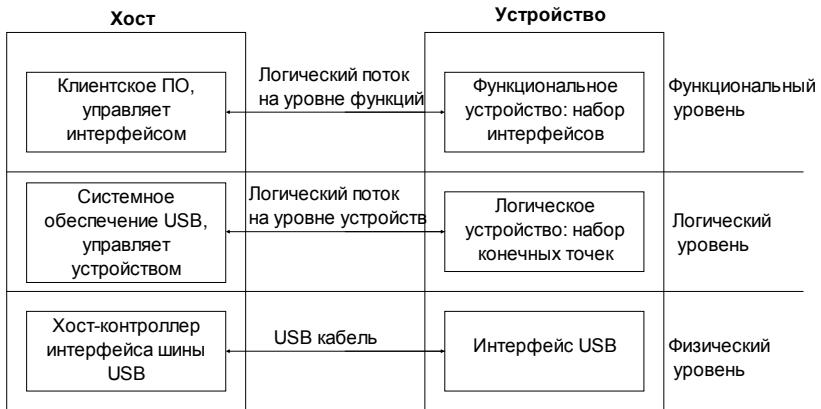 Хост
Устройство
Клиентское ПО,
управляет
интерфейсом
Логический поток
на уровне функций
Функциональное
устройство: набор
интерфейсов
Функциональный
уровень
Системное
обеспечение USB,
управляет
устройством
Логический поток
на уровне устройств
Логическое
устройство: набор
конечных точек
Логический
уровень
Хост-контроллер
интерфейса шины
USB
USB кабель
Интерфейс USB
Физический
уровень